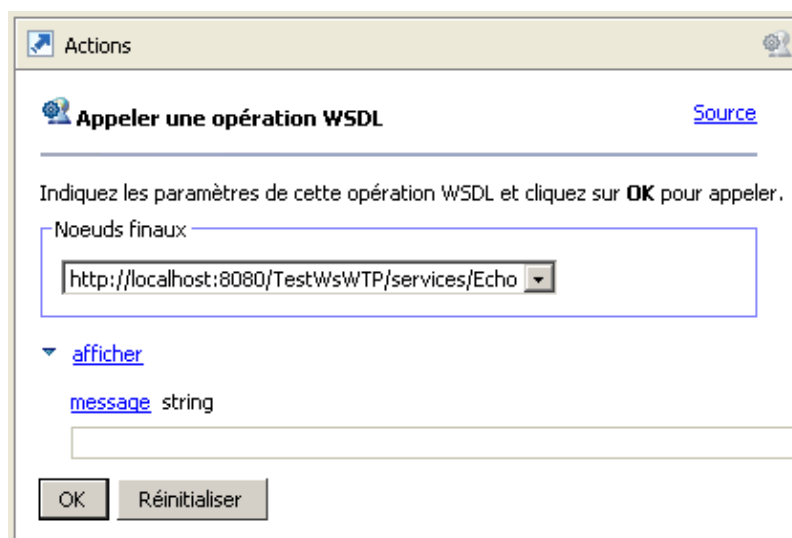 Actions
Appeler une opération WSDL Source
Indiquez les paramètres de cette opération WSDL et cliquez sur OK pour appeler.
Noeuds finaux
http://localhost:8080/TestWsWTP/services/Echo
afficher
message string
OK Réinitialiser